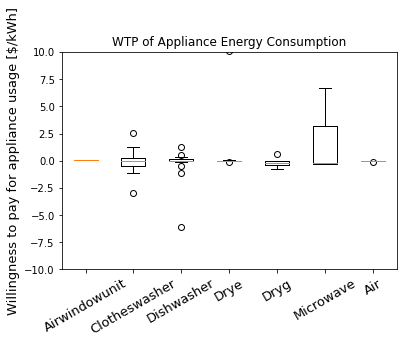 WTP of Appliance Energy Consumption
Willingness to pay for appliance usage [$/kWh]
10.0
7.5
5.0
2.5
0.0
−2.5
−5.0
−7.5
−10.0
Airwindowunit
Clotheswasher
Dishwasher
Drye
Dryg
Microwave
Air